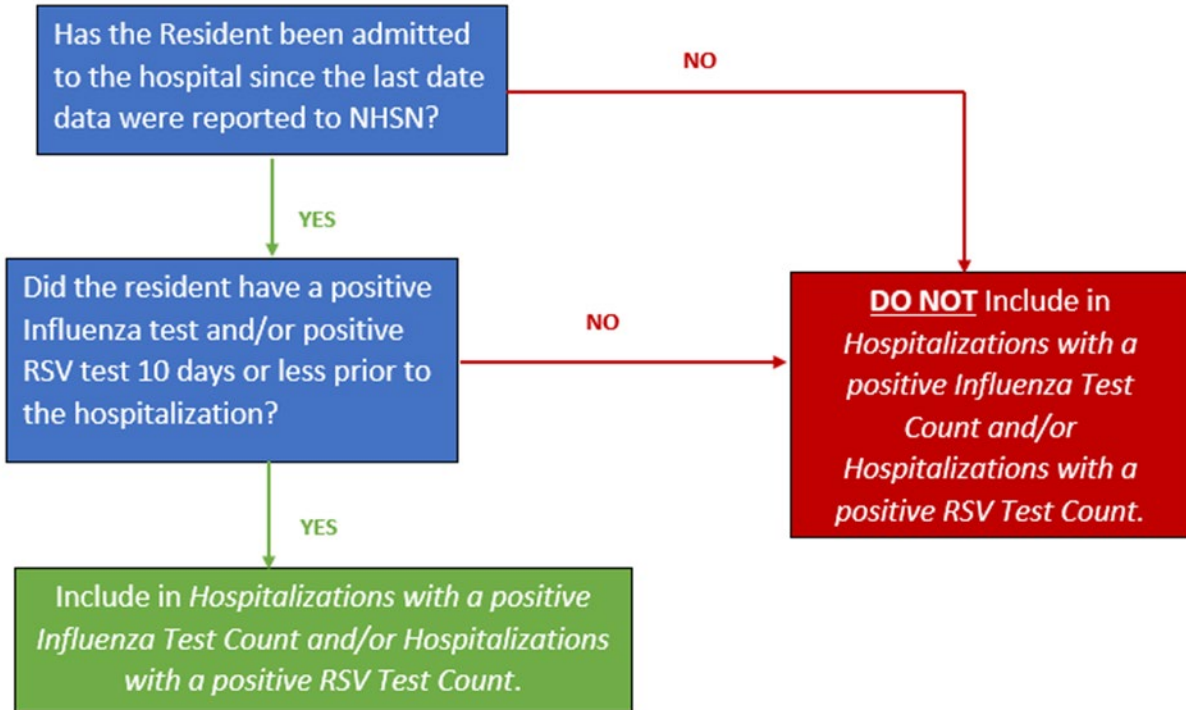 Has the Resident been admitted
to the hospital since the last date
data were reported to NHSN?
NO
YES
Did the resident have a positive
Influenza test and/or positive
RSV test 10 days or less prior to
the hospitalization?
NO
DO NOT Include in
Hospitalizations with a
positive Influenza Test
Count and/or
Hospitalizations with a
positive RSV Test Count.
YES
Include in Hospitalizations with a positive
Influenza Test Count and/or Hospitalizations
with a positive RSV Test Count.